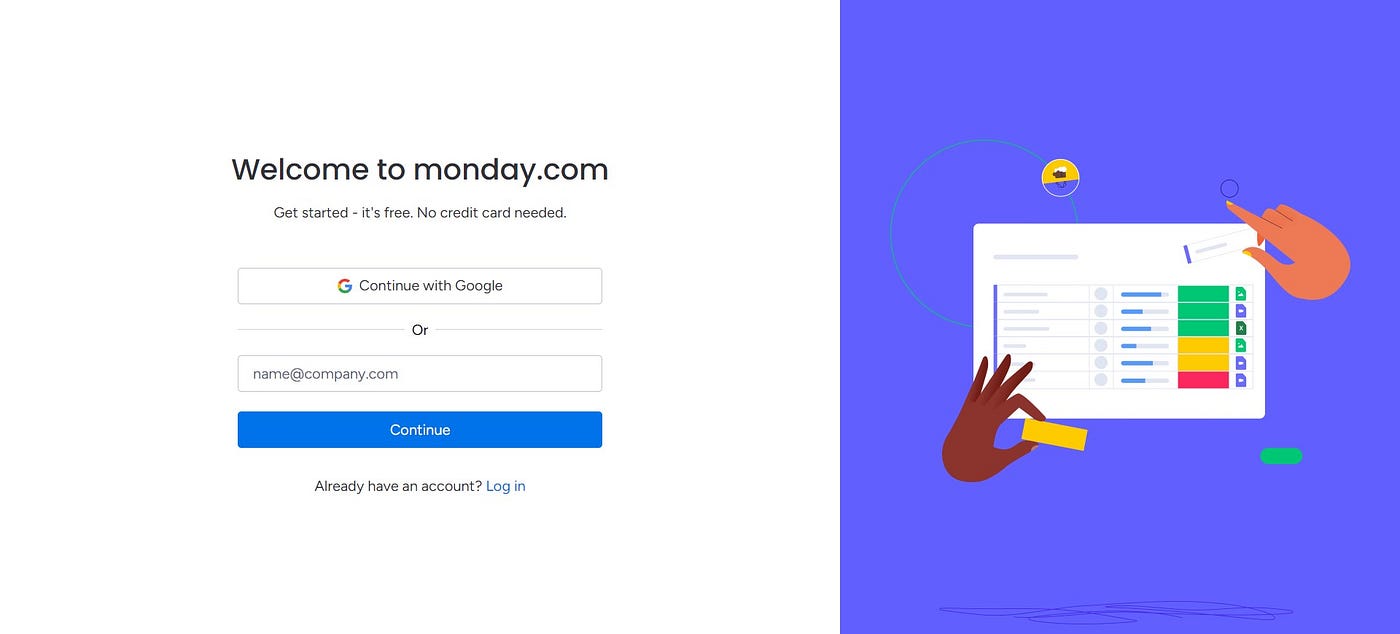 Welcome to monday.com
Get started - it's free. No credit card needed.
Continue with Google
Or
name@company.com
Continue
Already have an account? Log in
X